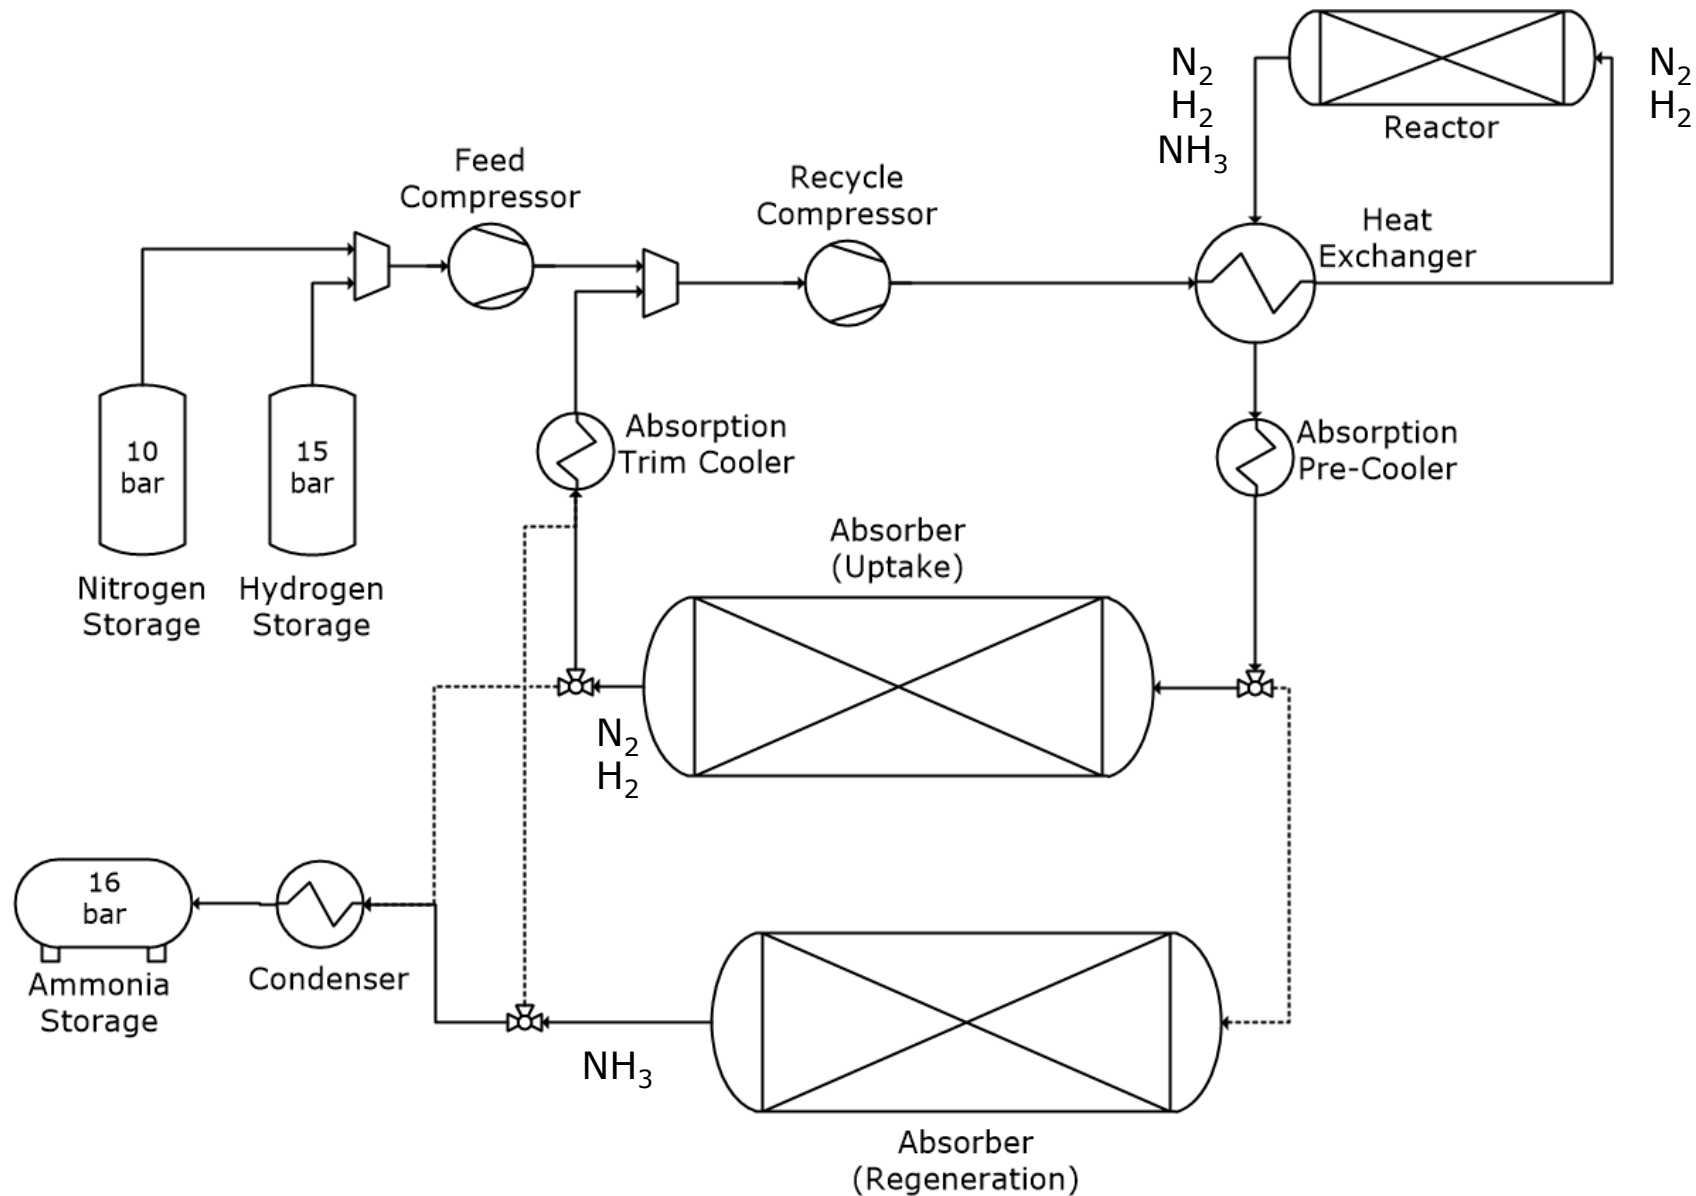 N₂
H₂
NH₃
N₂
H₂
Reactor
Feed
Compressor
Recycle
Compressor
Heat
Exchanger
10
bar
15
bar
Absorption
Trim Cooler
Absorption
Pre-Cooler
Nitrogen
Storage
Hydrogen
Storage
Absorber
(Uptake)
N₂
H₂
16
bar
Ammonia
Storage
Condenser
NH₃
Absorber
(Regeneration)